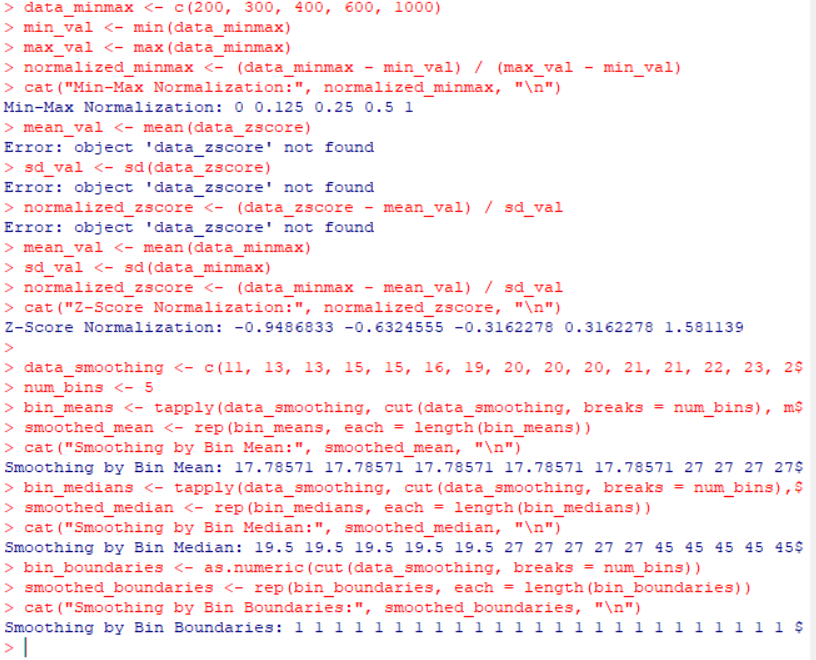 > data_minmax <- c(200, 300, 400, 600, 1000)
> min_val <- min(data_minmax)
> max_val <- max(data_minmax)
> normalized_minmax <- (data_minmax - min_val) / (max_val - min_val)
> cat("Min-Max Normalization:", normalized_minmax, "\n")
Min-Max Normalization: 0 0.125 0.25 0.5 1
> mean_val <- mean(data_zscore)
Error: object 'data_zscore' not found
> sd_val <- sd(data_zscore)
Error: object 'data_zscore' not found
> normalized_zscore <- (data_zscore - mean_val) / sd_val
Error: object 'data_zscore' not found
> mean_val <- mean(data_minmax)
> sd_val <- sd(data_minmax)
> normalized_zscore <- (data_minmax - mean_val) / sd_val
> cat("Z-Score Normalization:", normalized_zscore, "\n")
Z-Score Normalization: -0.9486833 -0.6324555 -0.3162278 0.3162278 1.581139
>
> data_smoothing <- c(11, 13, 13, 15, 15, 16, 19, 20, 20, 20, 21, 21, 22, 23, 2$
> num_bins <- 5
> bin_means <- tapply(data_smoothing, cut(data_smoothing, breaks = num_bins), m$
> smoothed_mean <- rep(bin_means, each = length(bin_means))
> cat("Smoothing by Bin Mean:", smoothed_mean, "\n")
Smoothing by Bin Mean: 17.78571 17.78571 17.78571 17.78571 17.78571 27 27 27 27$
> bin_medians <- tapply(data_smoothing, cut(data_smoothing, breaks = num_bins),$
> smoothed_median <- rep(bin_medians, each = length(bin_medians))
> cat("Smoothing by Bin Median:", smoothed_median, "\n")
Smoothing by Bin Median: 19.5 19.5 19.5 19.5 19.5 27 27 27 27 27 45 45 45 45 45$
> bin_boundaries <- as.numeric(cut(data_smoothing, breaks = num_bins))
> smoothed_boundaries <- rep(bin_boundaries, each = length(bin_boundaries))
> cat("Smoothing by Bin Boundaries:", smoothed_boundaries, "\n")
Smoothing by Bin Boundaries: 1 1 1 1 1 1 1 1 1 1 1 1 1 1 1 1 1 1 1 1 1 1 1 1 1 $
>